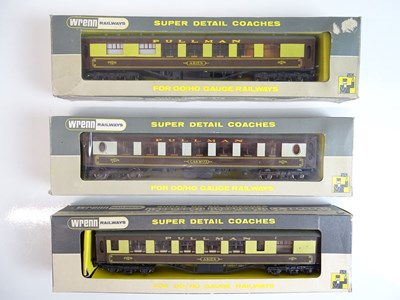 wrenn RAILWAYS SUPER DETAIL COACHES
PULLMAN
ARIES
FOR OO/HO GAUGE RAILWAYS
wrenn RAILWAYS SUPER DETAIL COACHES
PULLMAN
FOR OO/HO GAUGE RAILWAYS
wrenn RAILWAYS SUPER DETAIL COACHES
PULLMAN
FOR OO/HO GAUGE RAILWAYS